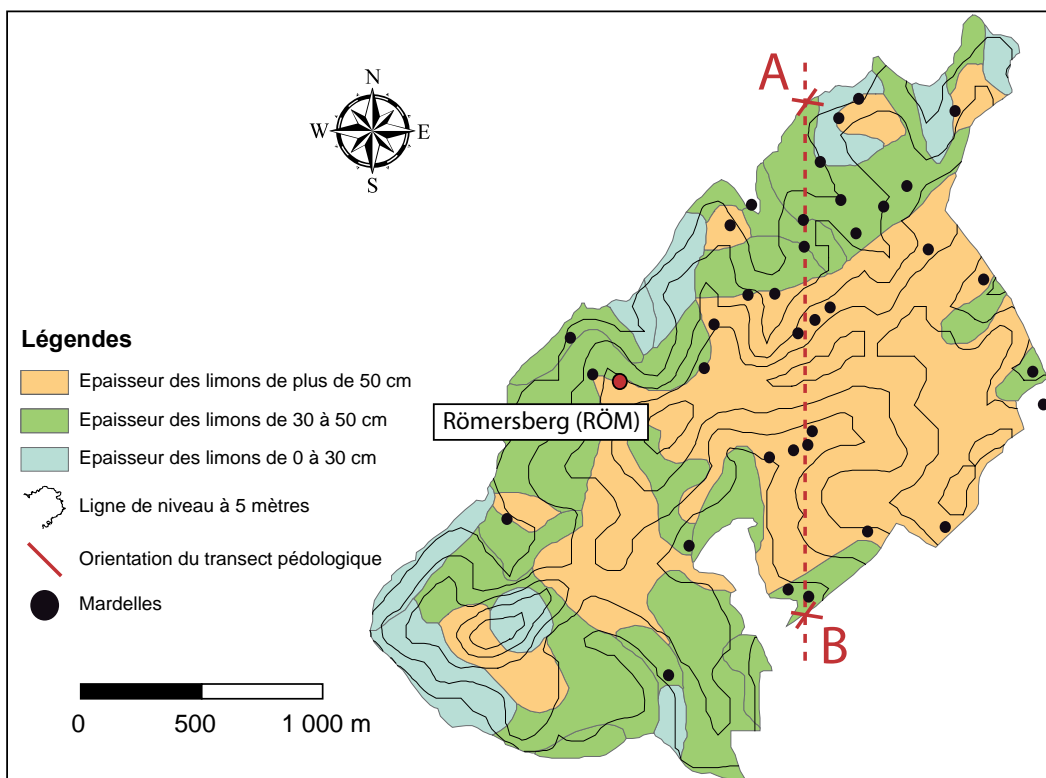 N
W
E
S
A
Légendes
Epaisseur des limons de plus de 50 cm
Epaisseur des limons de 30 à 50 cm
Epaisseur des limons de 0 à 30 cm
Ligne de niveau à 5 mètres
Orientation du transect pédologique
Mardelles
Römersberg (RÖM)
B
0 500 1 000 m